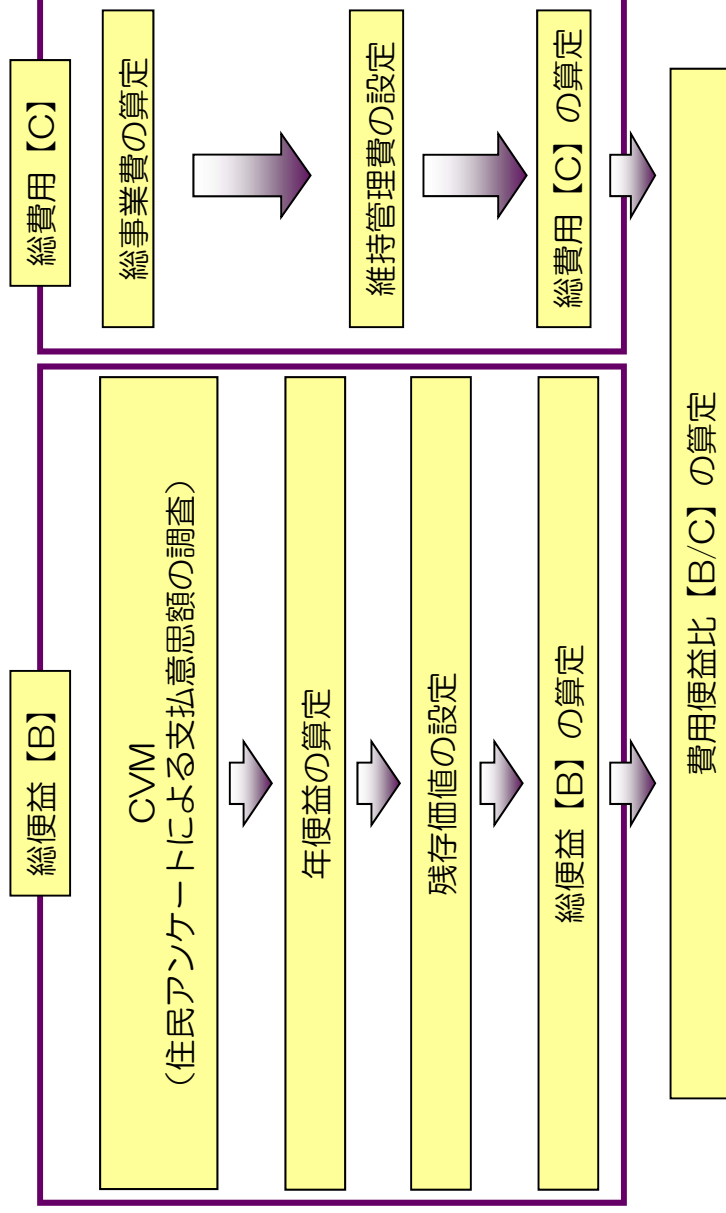 総便益【B】
CVM
（住民アンケートによる支払意思額の調査）
年便益の算定
残存価値の設定
総便益【B】の算定
総費用【C】
総事業費の算定
維持管理費の設定
総費用【C】の算定
費用便益比【B/C】の算定